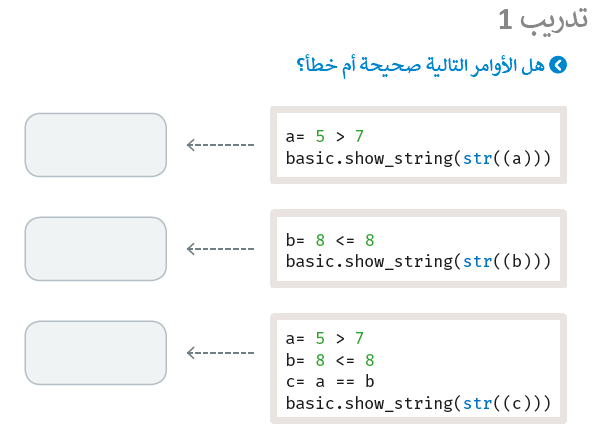 تدريب 1
هل الأوامر التالية صحيحة أم خطأ؟
a= 5 > 7
basic.show_string(str((a)))
b= 8 <= 8
basic.show_string(str((b)))
a= 5 > 7
b= 8 <= 8
c= a == b
basic.show_string(str((c)))